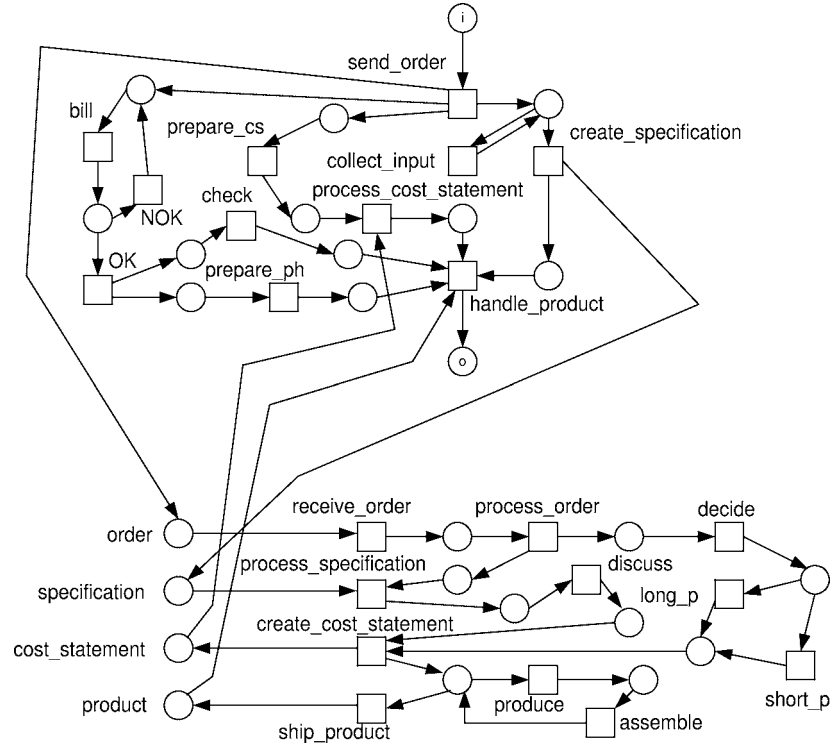 i
send_order
bill
prepare_cs
collect_input
create_specification
process_cost_statement
check
NOK
OK
prepare_ph
handle_product
o
receive_order
process_order
decide
order
process_specification
discuss
specification
long_p
create_cost_statement
cost_statement
product
produce
short_p
ship_product
assemble